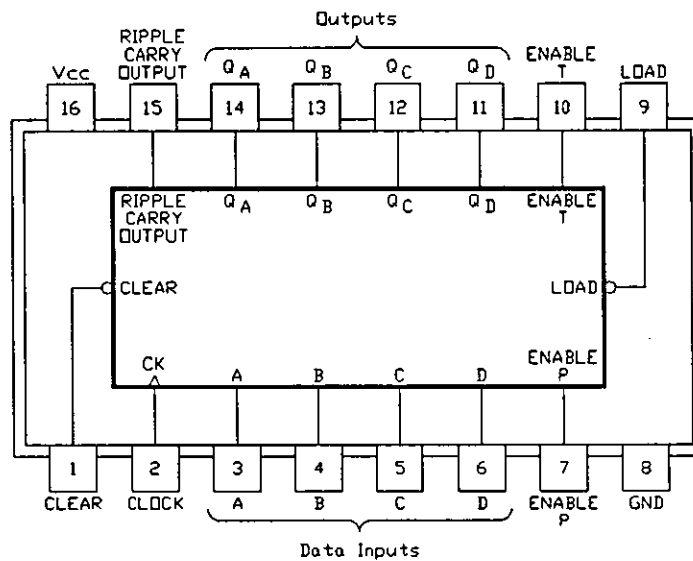 Outputs
Vcc RIPPLE CARRY OUTPUT QA QB QC QD ENABLE T LOAD
16 15 14 13 12 11 10 9
RIPPLE CARRY OUTPUT QA QB QC QD ENABLE T
CLEAR LOAD
CK A B C D ENABLE P
1 2 3 4 5 6 7 8
CLEAR CLOCK A B C D ENABLE P GND
Data Inputs